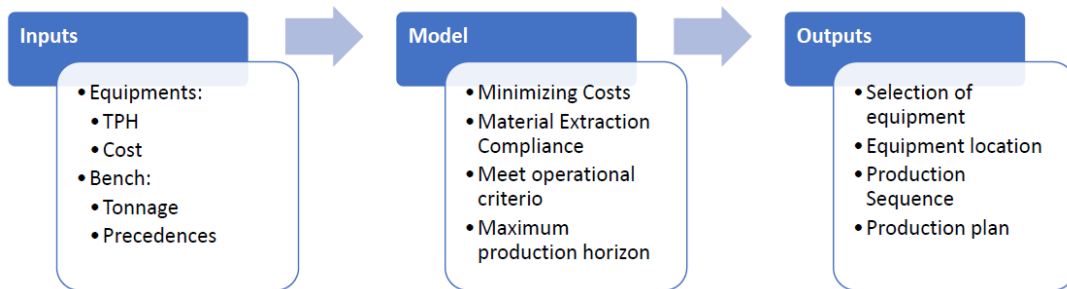 Inputs
• Equipments:
• TPH
• Cost
• Bench:
• Tonnage
• Precedences
Model
• Minimizing Costs
• Material Extraction
Compliance
• Meet operational
criterio
• Maximum
production horizon
Outputs
• Selection of
equipment
• Equipment location
• Production
Sequence
• Production plan